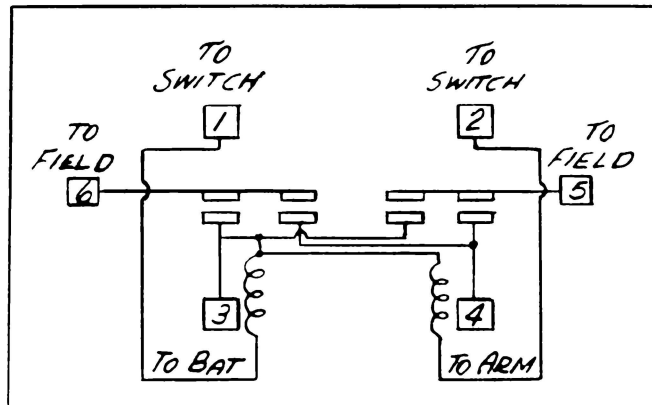 TO
SWITCH
TO
SWITCH
1
2
TO
FIELD
TO
FIELD
6
5
3
4
TO BAT
TO ARM